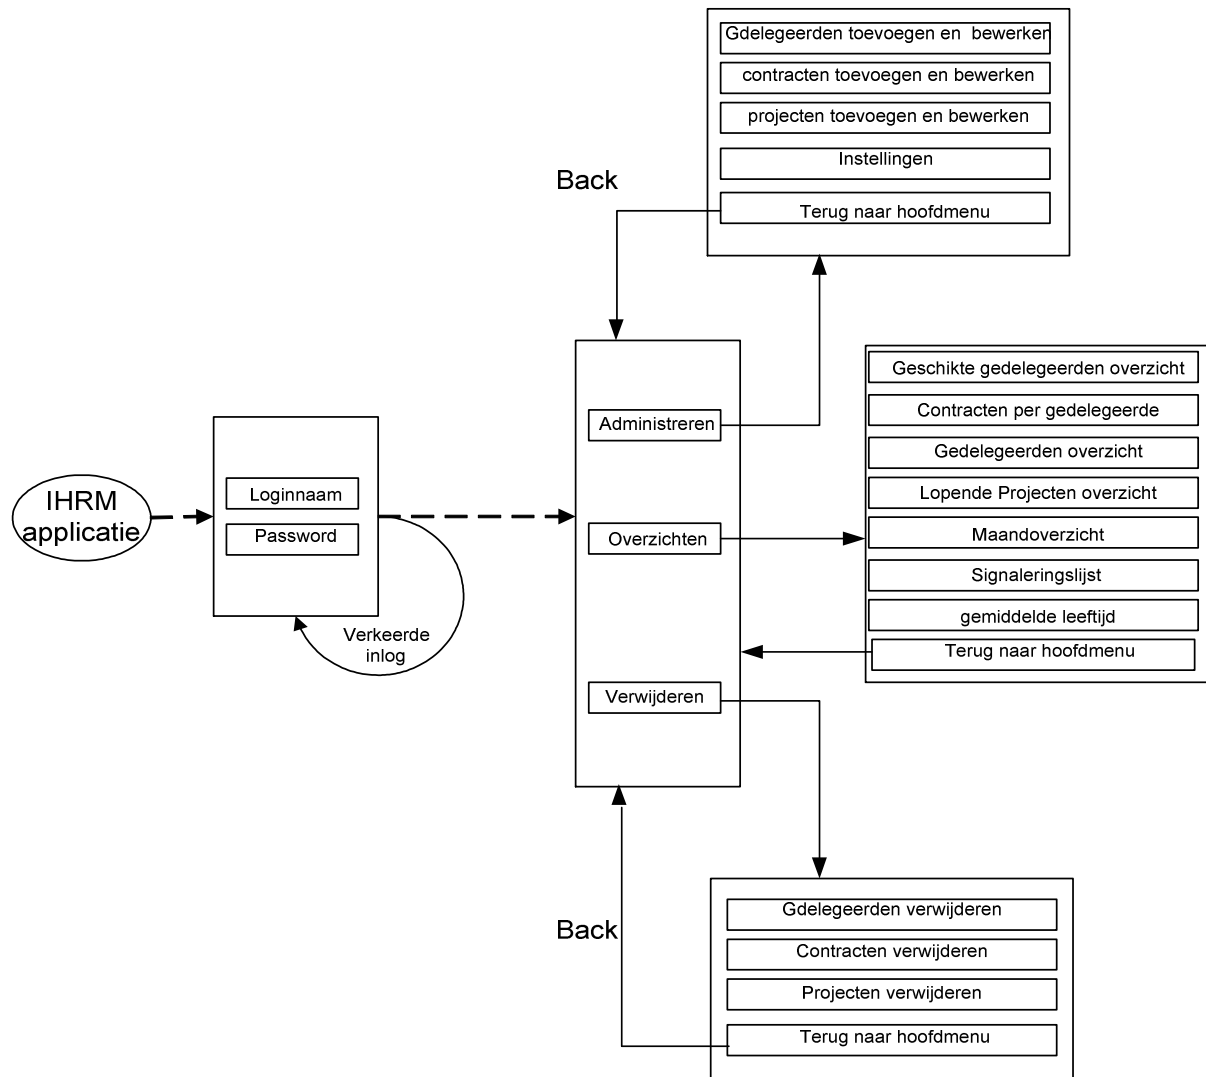 Gdelegeerden toevoegen en bewerken
contracten toevoegen en bewerken
projecten toevoegen en bewerken
Instellingen
Terug naar hoofdmenu
Back
IHRM
applicatie
Loginnaam
Password
Verkeerde
inlog
Administreren
Overzichten
Verwijderen
Geschikte gedelegeerden overzicht
Contracten per gedelegeerde
Gedelegeerden overzicht
Lopende Projecten overzicht
Maandoverzicht
Signaleringslijst
gemiddelde leeftijd
Terug naar hoofdmenu
Back
Gdelegeerden verwijderen
Contracten verwijderen
Projecten verwijderen
Terug naar hoofdmenu